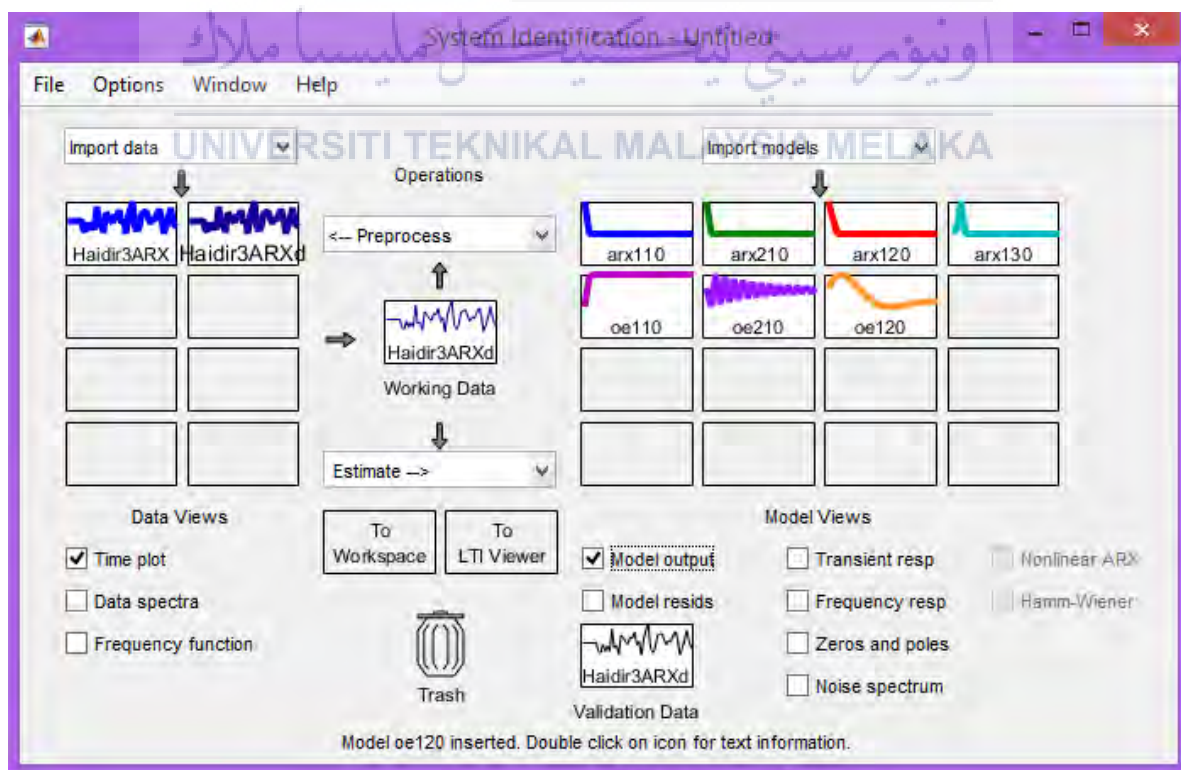 System Identification - Untitled
اونيۏرسيتي تيكنيكل مليسيا ملاك
File Options Window Help
UNIVERSITI TEKNIKAL MALAYSIA MELAKA
Import data
Operations
Import models
Haidir3ARX
Haidir3ARXd
<-- Preprocess
arx110
arx210
arx120
arx130
Haidir3ARXd
Working Data
oe110
oe210
oe120
Estimate -->
Data Views
To Workspace
To LTI Viewer
Model Views
Time plot
Data spectra
Frequency function
Trash
Model output
Model resids
Haidir3ARXd
Validation Data
Transient resp
Frequency resp
Zeros and poles
Noise spectrum
Nonlinear ARX
Hamm-Wiener
Model oe120 inserted. Double click on icon for text information.